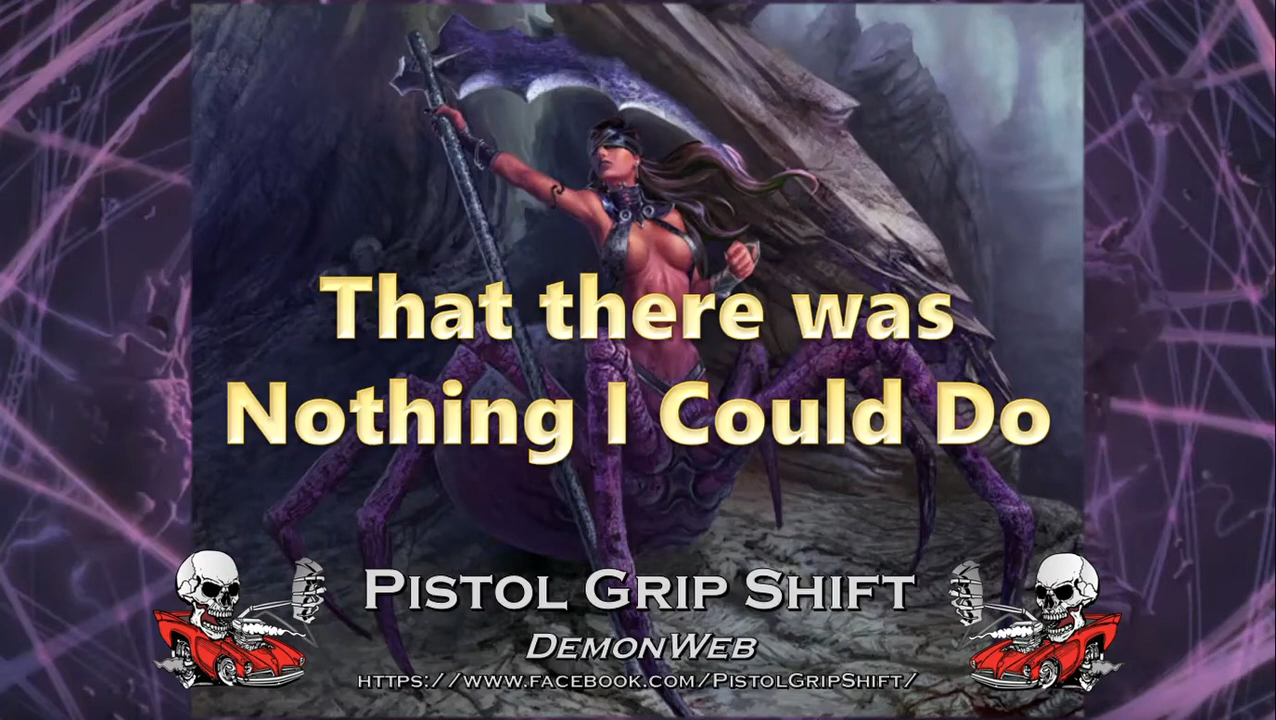 That there was
Nothing I Could Do
PISTOL GRIP SHIFT
DEMONWEB
HTTPS://WWW.FACEBOOK.COM/PISTOLGRIPSHIFT/